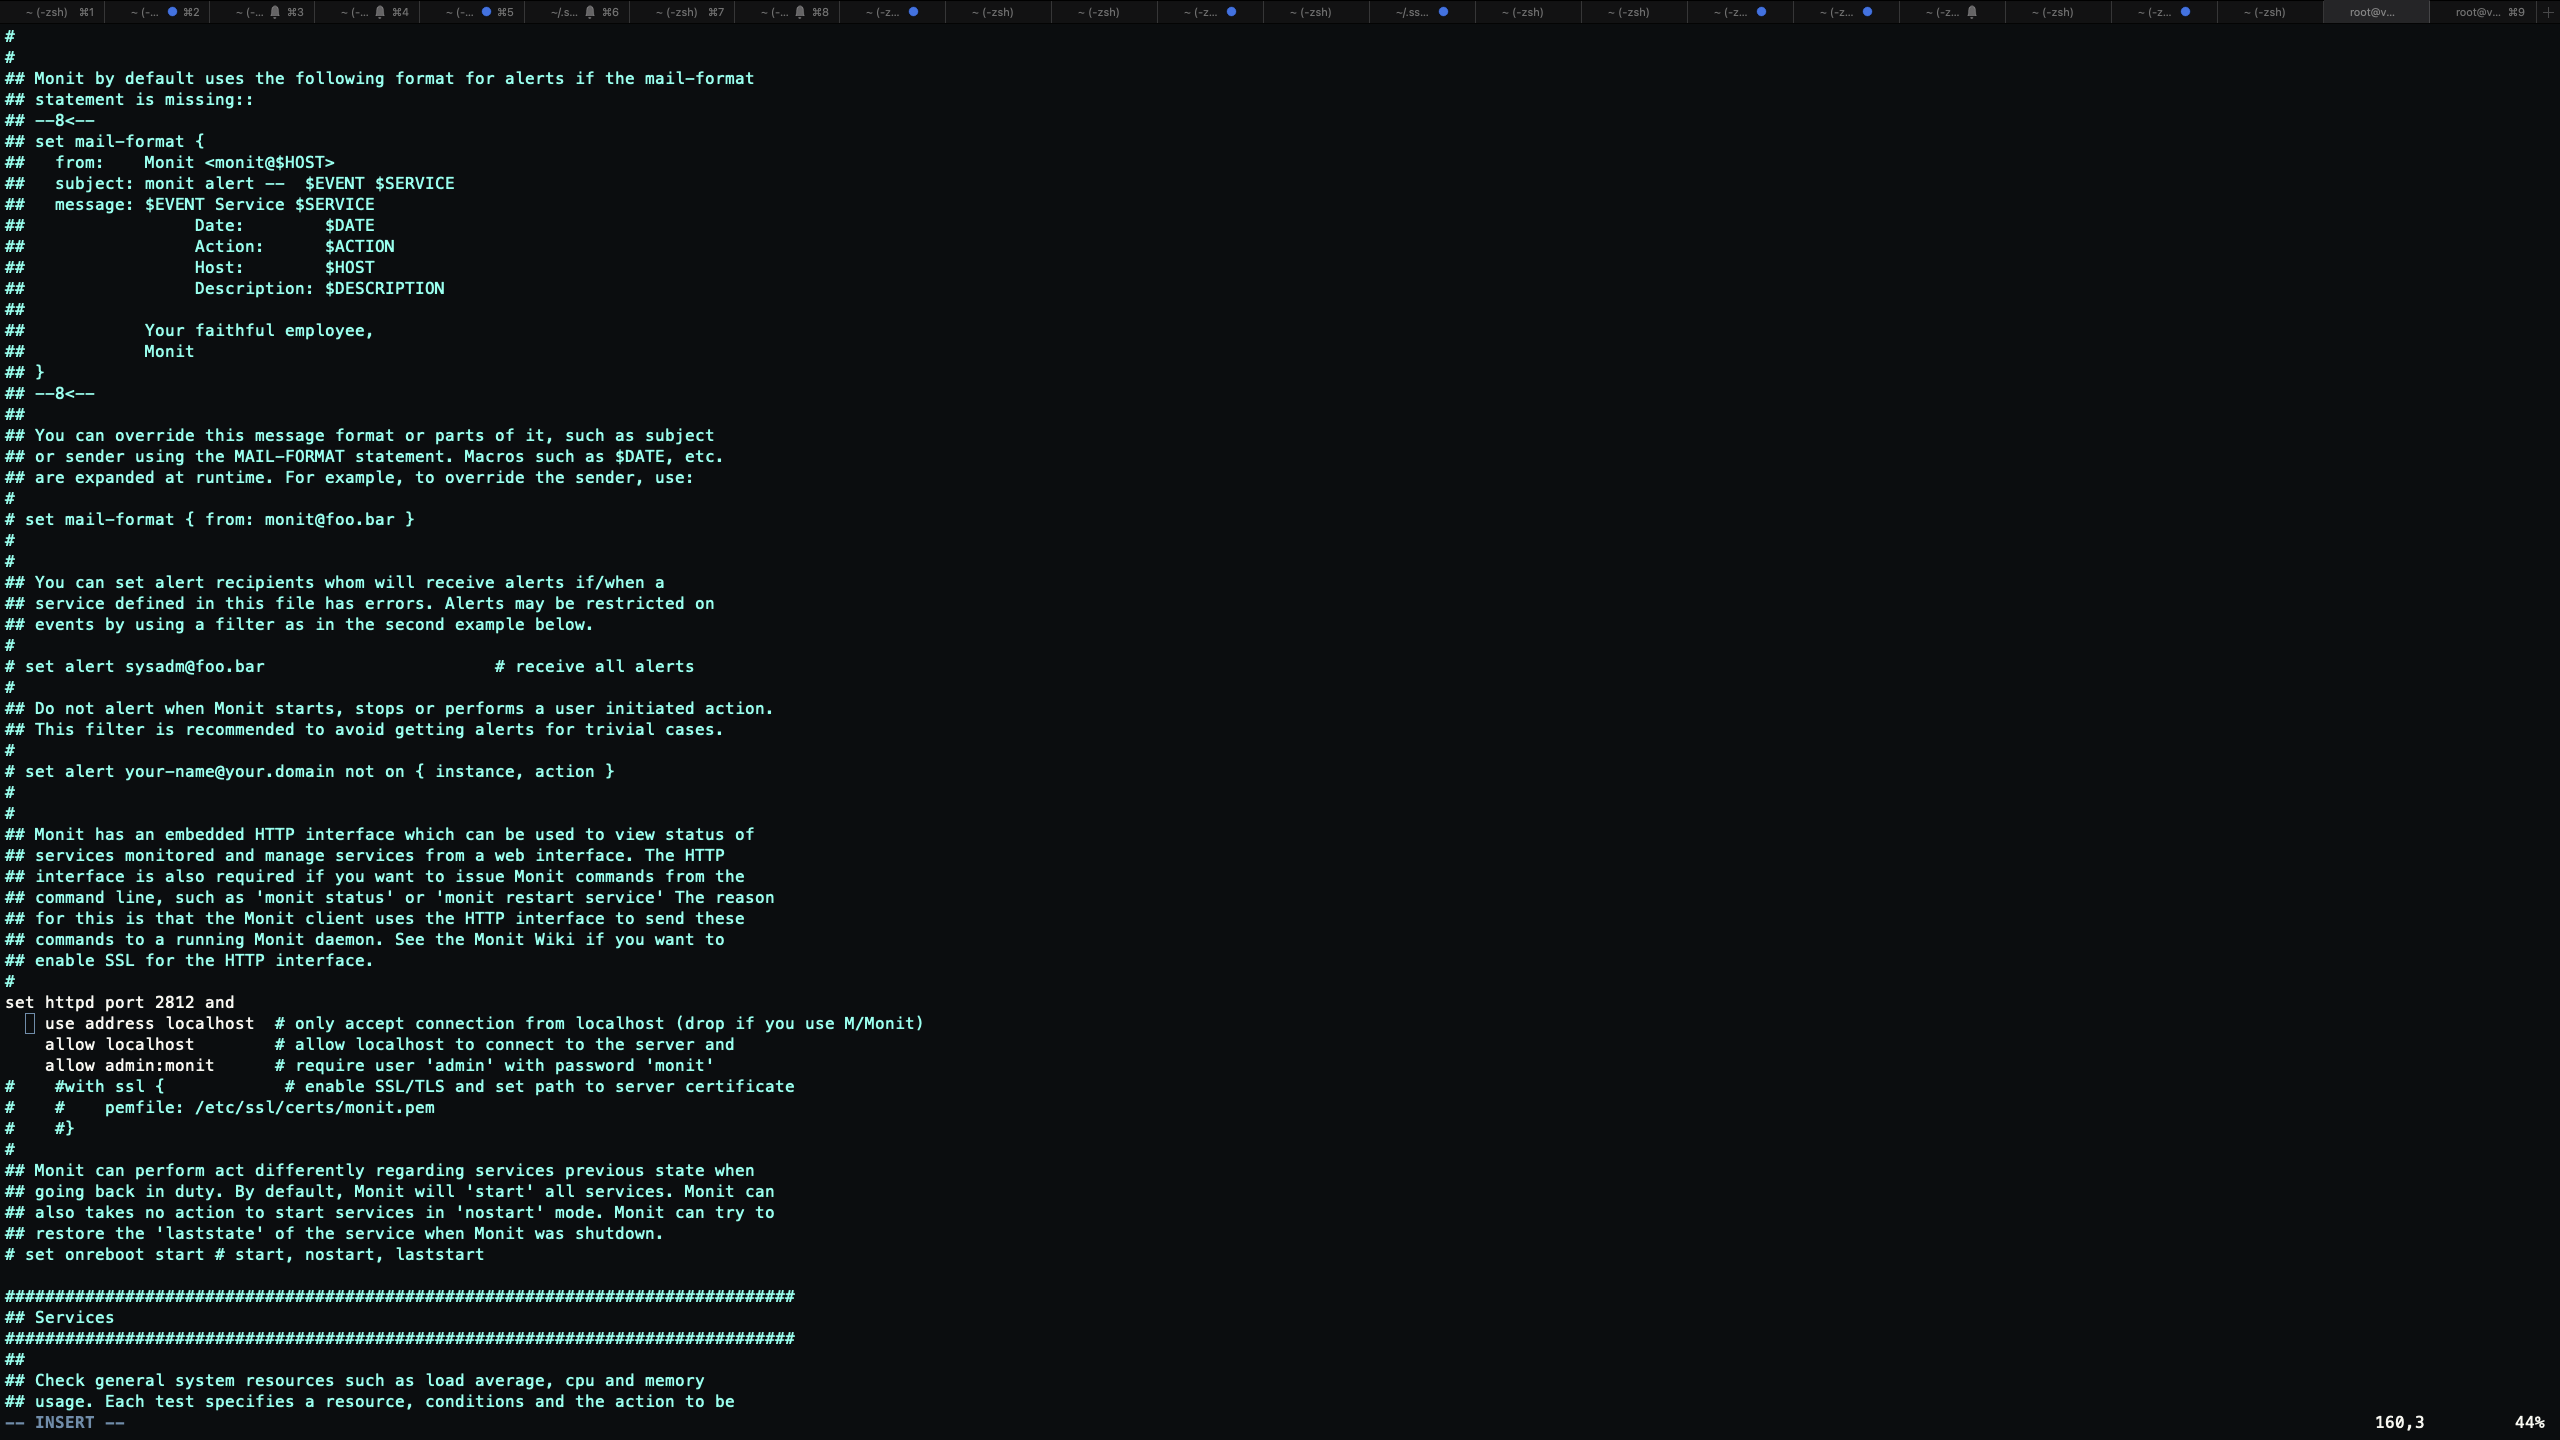 ~ (-zsh) ⌘1 ~ (-... ⌘2 ~ (-... ⌘3 ~ (-... ⌘4 ~ (-... ⌘5 ~/.s... ⌘6 ~ (-zsh) ⌘7 ~ (-... ⌘8 ~ (-z... ~ (-zsh) ~ (-zsh) ~ (-z... ~ (-zsh) ~/.ss... ~ (-zsh) ~ (-zsh) ~ (-z... ~ (-z... ~ (-z... ~ (-zsh) ~ (-z... ~ (-zsh) root@v... root@v... ⌘9 +
#
#
## Monit by default uses the following format for alerts if the mail-format
## statement is missing::
## --8<--
## set mail-format {
##   from:    Monit <monit@$HOST>
##   subject: monit alert --  $EVENT $SERVICE
##   message: $EVENT Service $SERVICE
##                 Date:        $DATE
##                 Action:      $ACTION
##                 Host:        $HOST
##                 Description: $DESCRIPTION
##
##            Your faithful employee,
##            Monit
## }
## --8<--
##
## You can override this message format or parts of it, such as subject
## or sender using the MAIL-FORMAT statement. Macros such as $DATE, etc.
## are expanded at runtime. For example, to override the sender, use:
#
# set mail-format { from: monit@foo.bar }
#
#
## You can set alert recipients whom will receive alerts if/when a
## service defined in this file has errors. Alerts may be restricted on
## events by using a filter as in the second example below.
#
# set alert sysadm@foo.bar                       # receive all alerts
#
## Do not alert when Monit starts, stops or performs a user initiated action.
## This filter is recommended to avoid getting alerts for trivial cases.
#
# set alert your-name@your.domain not on { instance, action }
#
#
## Monit has an embedded HTTP interface which can be used to view status of
## services monitored and manage services from a web interface. The HTTP
## interface is also required if you want to issue Monit commands from the
## command line, such as 'monit status' or 'monit restart service' The reason
## for this is that the Monit client uses the HTTP interface to send these
## commands to a running Monit daemon. See the Monit Wiki if you want to
## enable SSL for the HTTP interface.
#
set httpd port 2812 and
    use address localhost  # only accept connection from localhost (drop if you use M/Monit)
    allow localhost        # allow localhost to connect to the server and
    allow admin:monit      # require user 'admin' with password 'monit'
#    #with ssl {            # enable SSL/TLS and set path to server certificate
#    #    pemfile: /etc/ssl/certs/monit.pem
#    #}
#
## Monit can perform act differently regarding services previous state when
## going back in duty. By default, Monit will 'start' all services. Monit can
## also takes no action to start services in 'nostart' mode. Monit can try to
## restore the 'laststate' of the service when Monit was shutdown.
# set onreboot start # start, nostart, laststart
###############################################################################
## Services
###############################################################################
##
## Check general system resources such as load average, cpu and memory
## usage. Each test specifies a resource, conditions and the action to be
-- INSERT --                160,3        44%